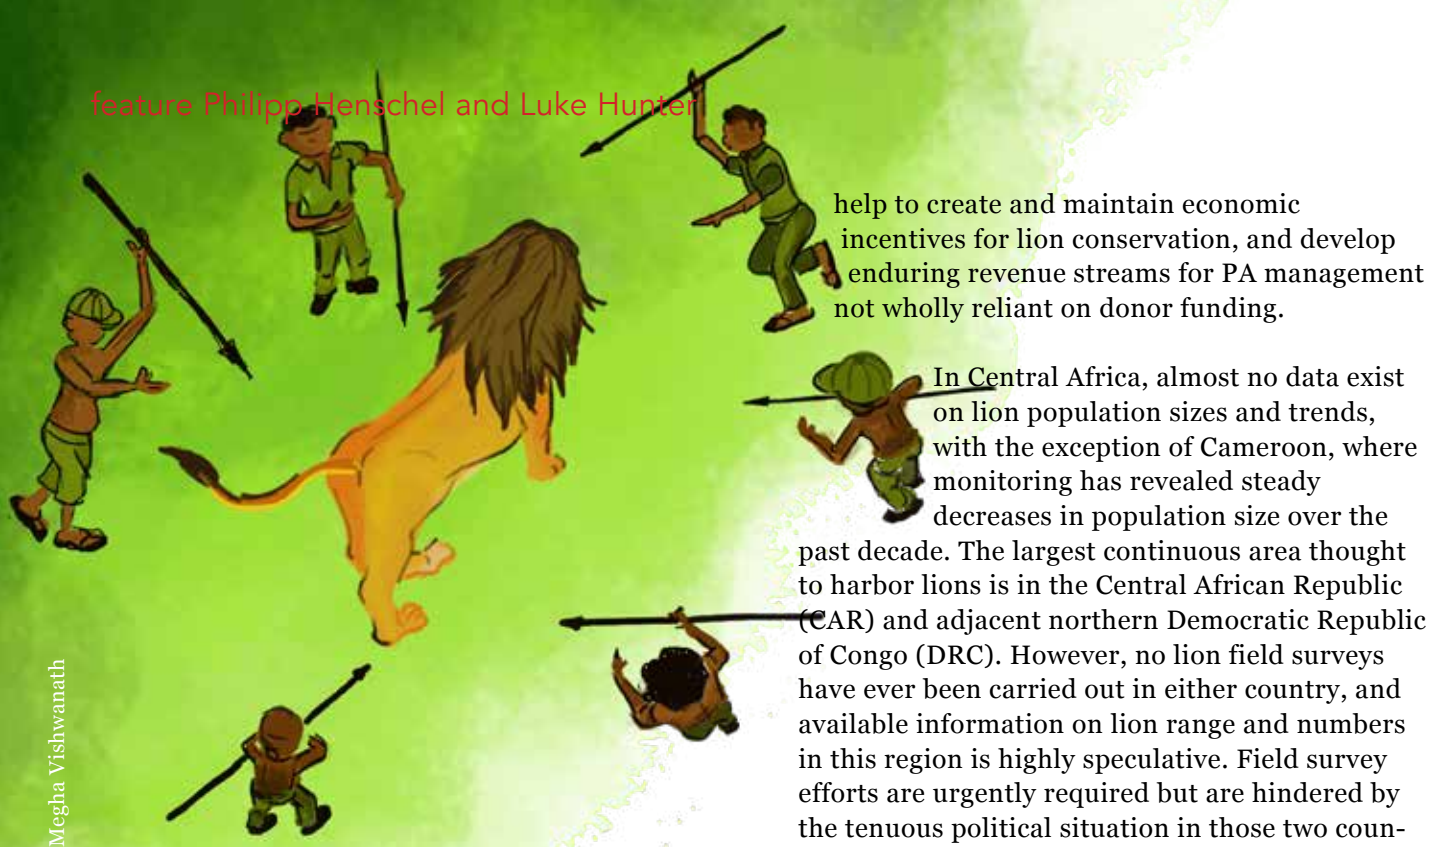 feature Philipp Henschel and Luke Hunter
help to create and maintain economic
incentives for lion conservation, and develop
enduring revenue streams for PA management
not wholly reliant on donor funding.
In Central Africa, almost no data exist
on lion population sizes and trends,
with the exception of Cameroon, where
monitoring has revealed steady
decreases in population size over the
past decade. The largest continuous area thought
to harbor lions is in the Central African Republic
(CAR) and adjacent northern Democratic Republic
of Congo (DRC). However, no lion field surveys
have ever been carried out in either country, and
available information on lion range and numbers
in this region is highly speculative. Field survey
efforts are urgently required but are hindered by
the tenuous political situation in those two coun-
Megha Vishwanath